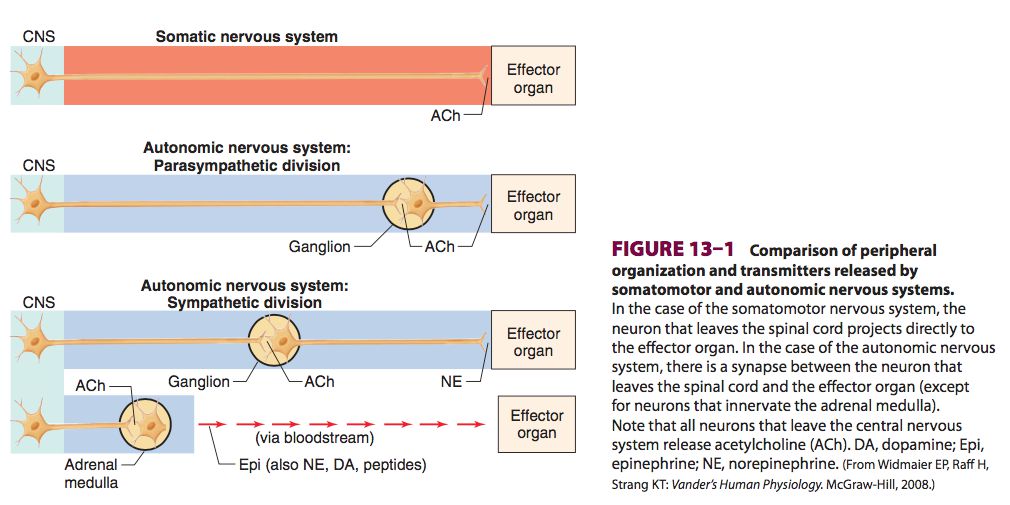 CNS
Somatic nervous system
Effector
organ
ACh
Autonomic nervous system:
Parasympathetic division
CNS
Effector
organ
Ganglion
ACh
Autonomic nervous system:
Sympathetic division
CNS
Effector
organ
Ganglion
ACh
NE
ACh
Effector
organ
(via bloodstream)
Adrenal
medulla
Epi (also NE, DA, peptides)
FIGURE 13–1 Comparison of peripheral
organization and transmitters released by
somatomotor and autonomic nervous systems.
In the case of the somatomotor nervous system, the
neuron that leaves the spinal cord projects directly to
the effector organ. In the case of the autonomic nervous
system, there is a synapse between the neuron that
leaves the spinal cord and the effector organ (except
for neurons that innervate the adrenal medulla).
Note that all neurons that leave the central nervous
system release acetylcholine (ACh). DA, dopamine; Epi,
epinephrine; NE, norepinephrine. (From Widmaier EP, Raff H,
Strang KT: Vander's Human Physiology. McGraw-Hill, 2008.)